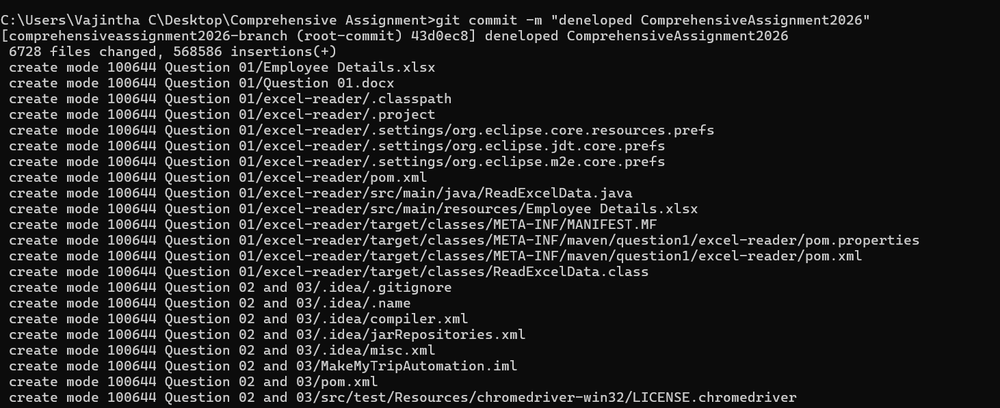 C:\Users\Vajintha C\Desktop\Comprehensive Assignment>git commit -m "deneloped ComprehensiveAssignment2026"
[comprehensiveassignment2026-branch (root-commit) 43d0ec8] deneloped ComprehensiveAssignment2026
 6728 files changed, 568586 insertions(+)
 create mode 100644 Question 01/Employee Details.xlsx
 create mode 100644 Question 01/Question 01.docx
 create mode 100644 Question 01/excel-reader/.classpath
 create mode 100644 Question 01/excel-reader/.project
 create mode 100644 Question 01/excel-reader/.settings/org.eclipse.core.resources.prefs
 create mode 100644 Question 01/excel-reader/.settings/org.eclipse.jdt.core.prefs
 create mode 100644 Question 01/excel-reader/.settings/org.eclipse.m2e.core.prefs
 create mode 100644 Question 01/excel-reader/pom.xml
 create mode 100644 Question 01/excel-reader/src/main/java/ReadExcelData.java
 create mode 100644 Question 01/excel-reader/src/main/resources/Employee Details.xlsx
 create mode 100644 Question 01/excel-reader/target/classes/META-INF/MANIFEST.MF
 create mode 100644 Question 01/excel-reader/target/classes/META-INF/maven/question1/excel-reader/pom.properties
 create mode 100644 Question 01/excel-reader/target/classes/META-INF/maven/question1/excel-reader/pom.xml
 create mode 100644 Question 01/excel-reader/target/classes/ReadExcelData.class
 create mode 100644 Question 02 and 03/.idea/.gitignore
 create mode 100644 Question 02 and 03/.idea/.name
 create mode 100644 Question 02 and 03/.idea/compiler.xml
 create mode 100644 Question 02 and 03/.idea/jarRepositories.xml
 create mode 100644 Question 02 and 03/.idea/misc.xml
 create mode 100644 Question 02 and 03/MakeMyTripAutomation.iml
 create mode 100644 Question 02 and 03/pom.xml
 create mode 100644 Question 02 and 03/src/test/Resources/chromedriver-win32/LICENSE.chromedriver